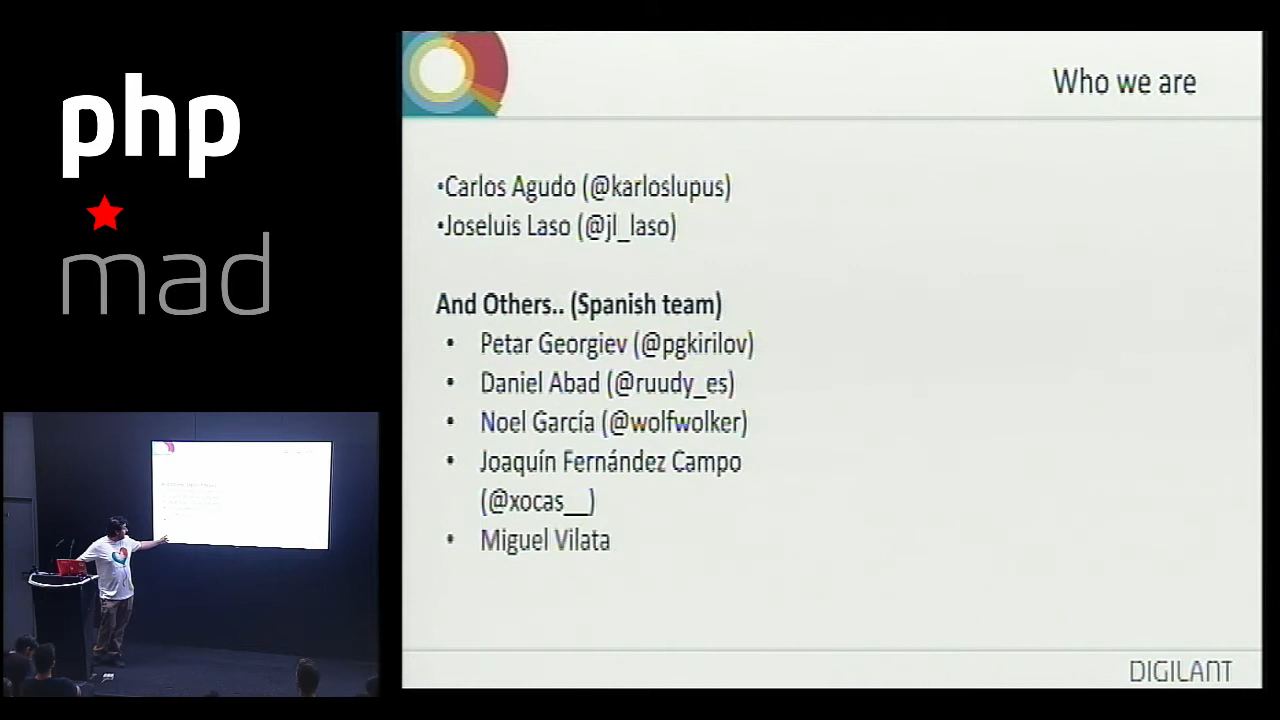 php
mad
Who we are
•Carlos Agudo (@karloslupus)
•Joseluis Laso (@jl_laso)
And Others.. (Spanish team)
• Petar Georgiev (@pgkirilov)
• Daniel Abad (@ruudy_es)
• Noel García (@wolfwolker)
• Joaquín Fernández Campo
(@xocas__)
• Miguel Vilata
DIGILANT